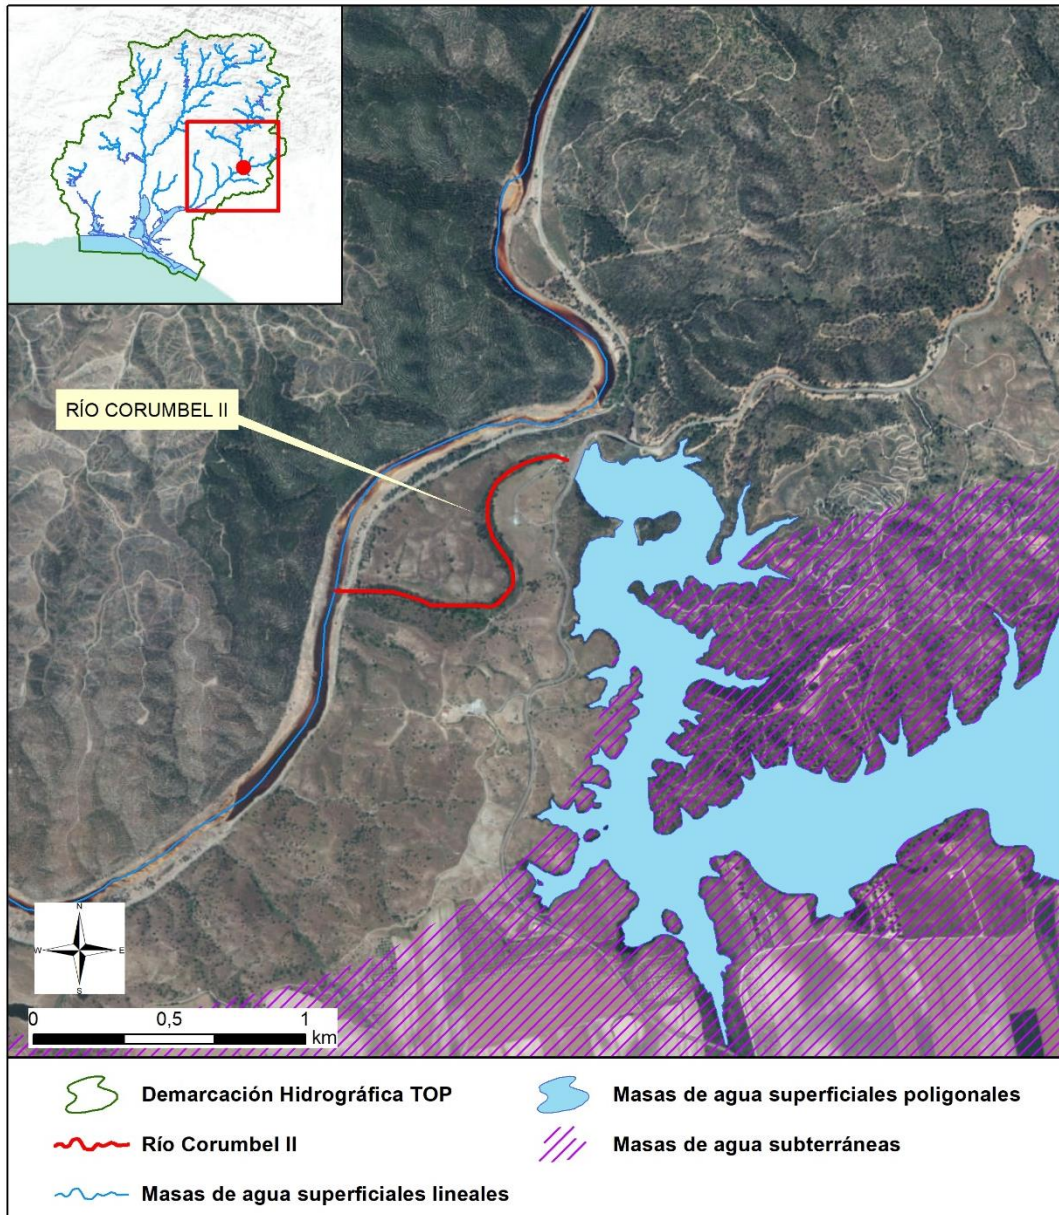 RÍO CORUMBEL II
N
W E
S
0 0,5 1
km
Demarcación Hidrográfica TOP
Río Corumbel II
Masas de agua superficiales lineales
Masas de agua superficiales poligonales
Masas de agua subterráneas